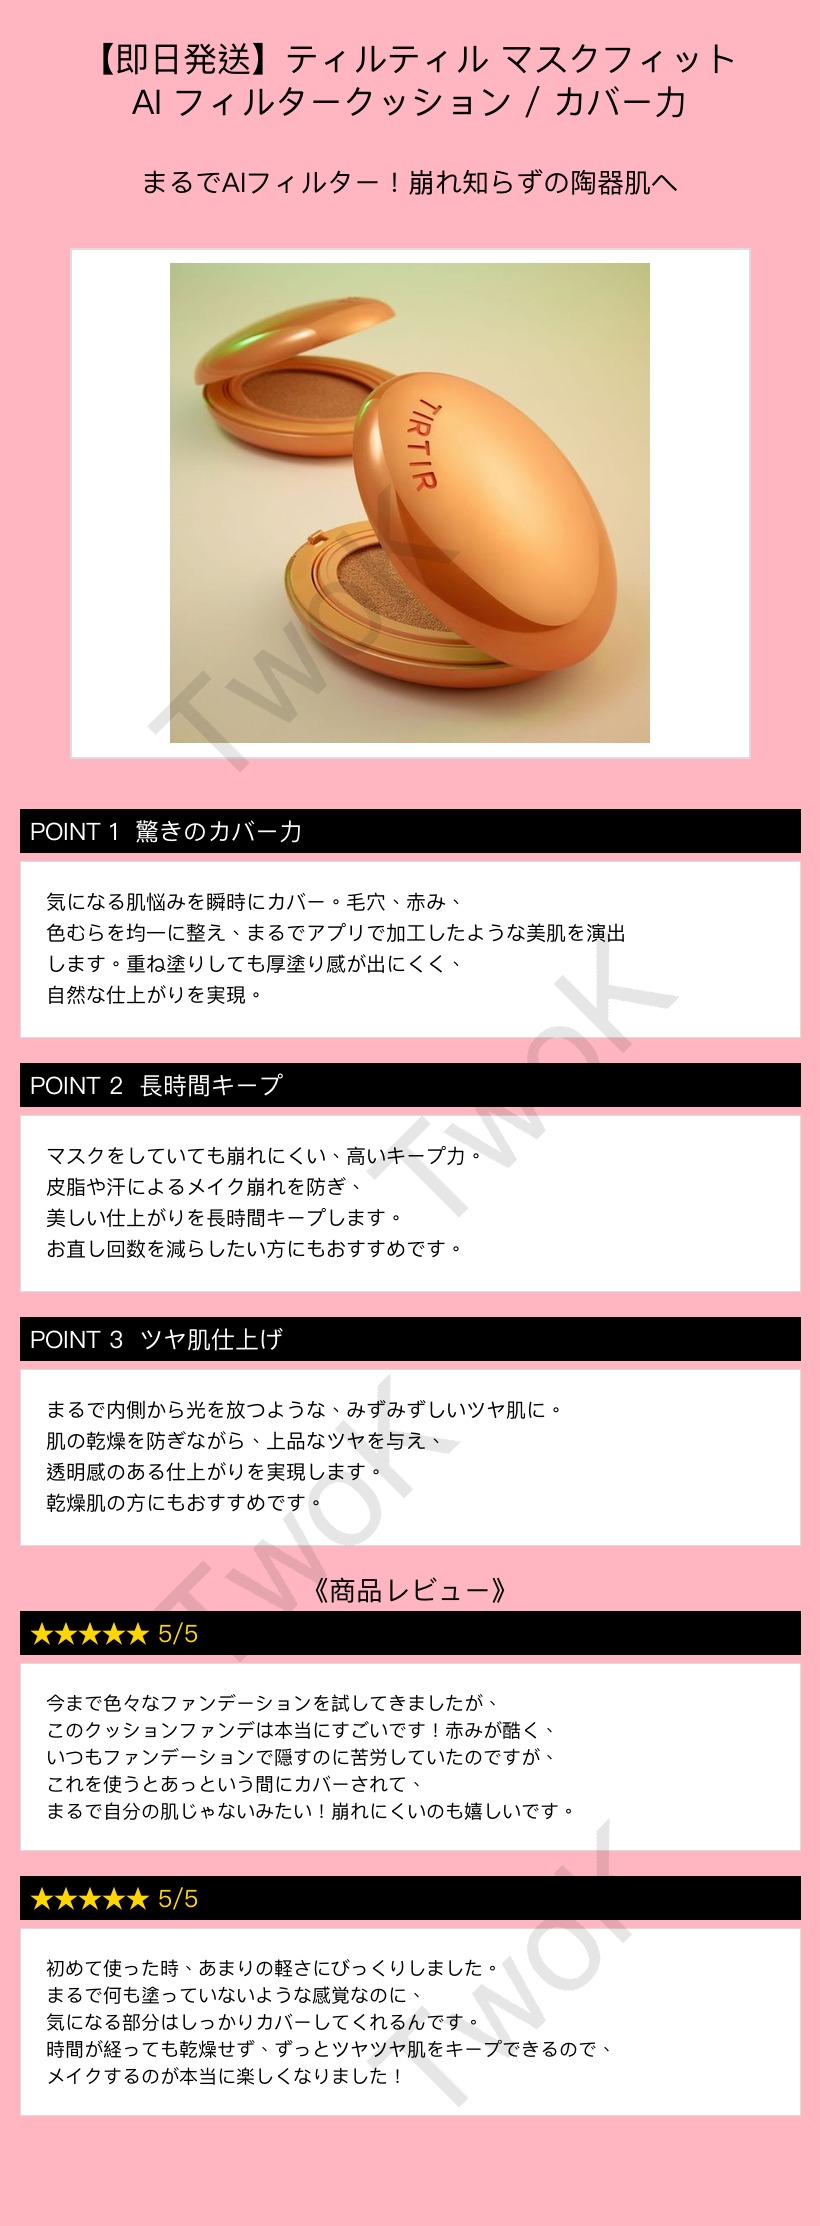 【即日発送】ティルティル マスクフィット
AI フィルタークッション / カバー力
まるでAIフィルター！崩れ知らずの陶器肌へ
TIRTIR
TwoK
POINT 1 驚きのカバー力
気になる肌悩みを瞬時にカバー。毛穴、赤み、
色むらを均一に整え、まるでアプリで加工したような美肌を演出
します。重ね塗りしても厚塗り感が出にくく、
自然な仕上がりを実現。
TwoK
POINT 2 長時間キープ
マスクをしていても崩れにくい、高いキープ力。
皮脂や汗によるメイク崩れを防ぎ、
美しい仕上がりを長時間キープします。
お直し回数を減らしたい方にもおすすめです。
POINT 3 ツヤ肌仕上げ
まるで内側から光を放つような、みずみずしいツヤ肌に。
肌の乾燥を防ぎながら、上品なツヤを与え、
透明感のある仕上がりを実現します。
乾燥肌の方にもおすすめです。
TwoK
《商品レビュー》
★★★★★ 5/5
今まで色々なファンデーションを試してきましたが、
このクッションファンデは本当にすごいです！赤みが酷く、
いつもファンデーションで隠すのに苦労していたのですが、
これを使うとあっという間にカバーされて、
まるで自分の肌じゃないみたい！崩れにくいのも嬉しいです。
★★★★★ 5/5
初めて使った時、あまりの軽さにびっくりしました。
まるで何も塗っていないような感覚なのに、
気になる部分はしっかりカバーしてくれるんです。
時間が経っても乾燥せず、ずっとツヤツヤ肌をキープできるので、
メイクするのが本当に楽しくなりました！
TwoK